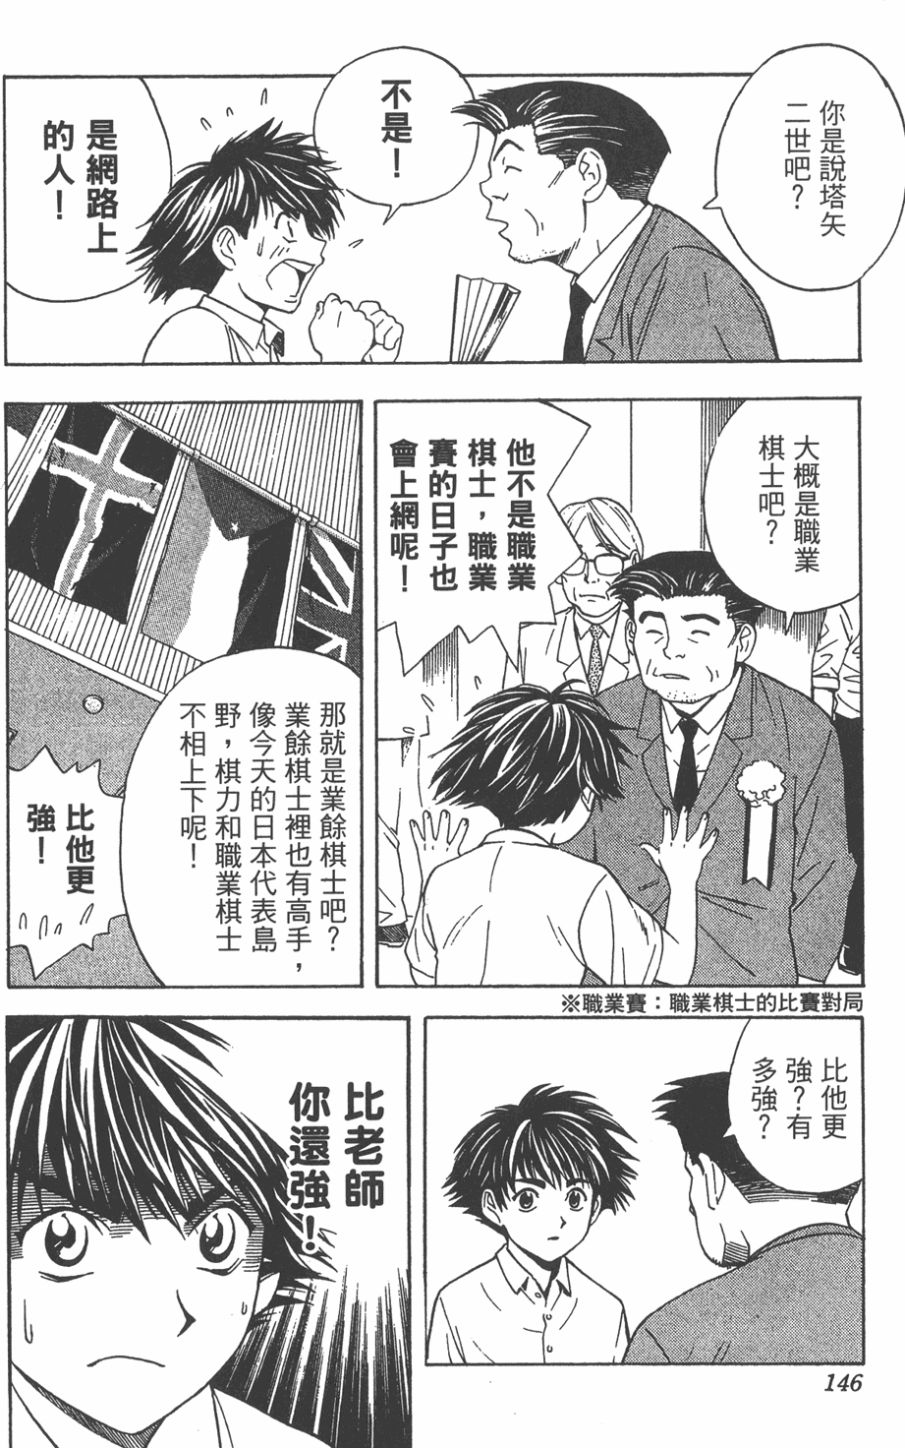 你是說塔矢
二世吧？
不是！
是網路上
的人！
大概是職業
棋士吧？
他不是職業
棋士，職業
賽的日子也
會上網呢！
那就是業餘棋士吧？
業餘棋士裡也有高手，
像今天的日本代表島
野，棋力和職業棋士
不相上下呢！
比他更
強！
※職業賽：職業棋士的比賽對局
比他更
強？有
多強？
比老師
你還強！
146